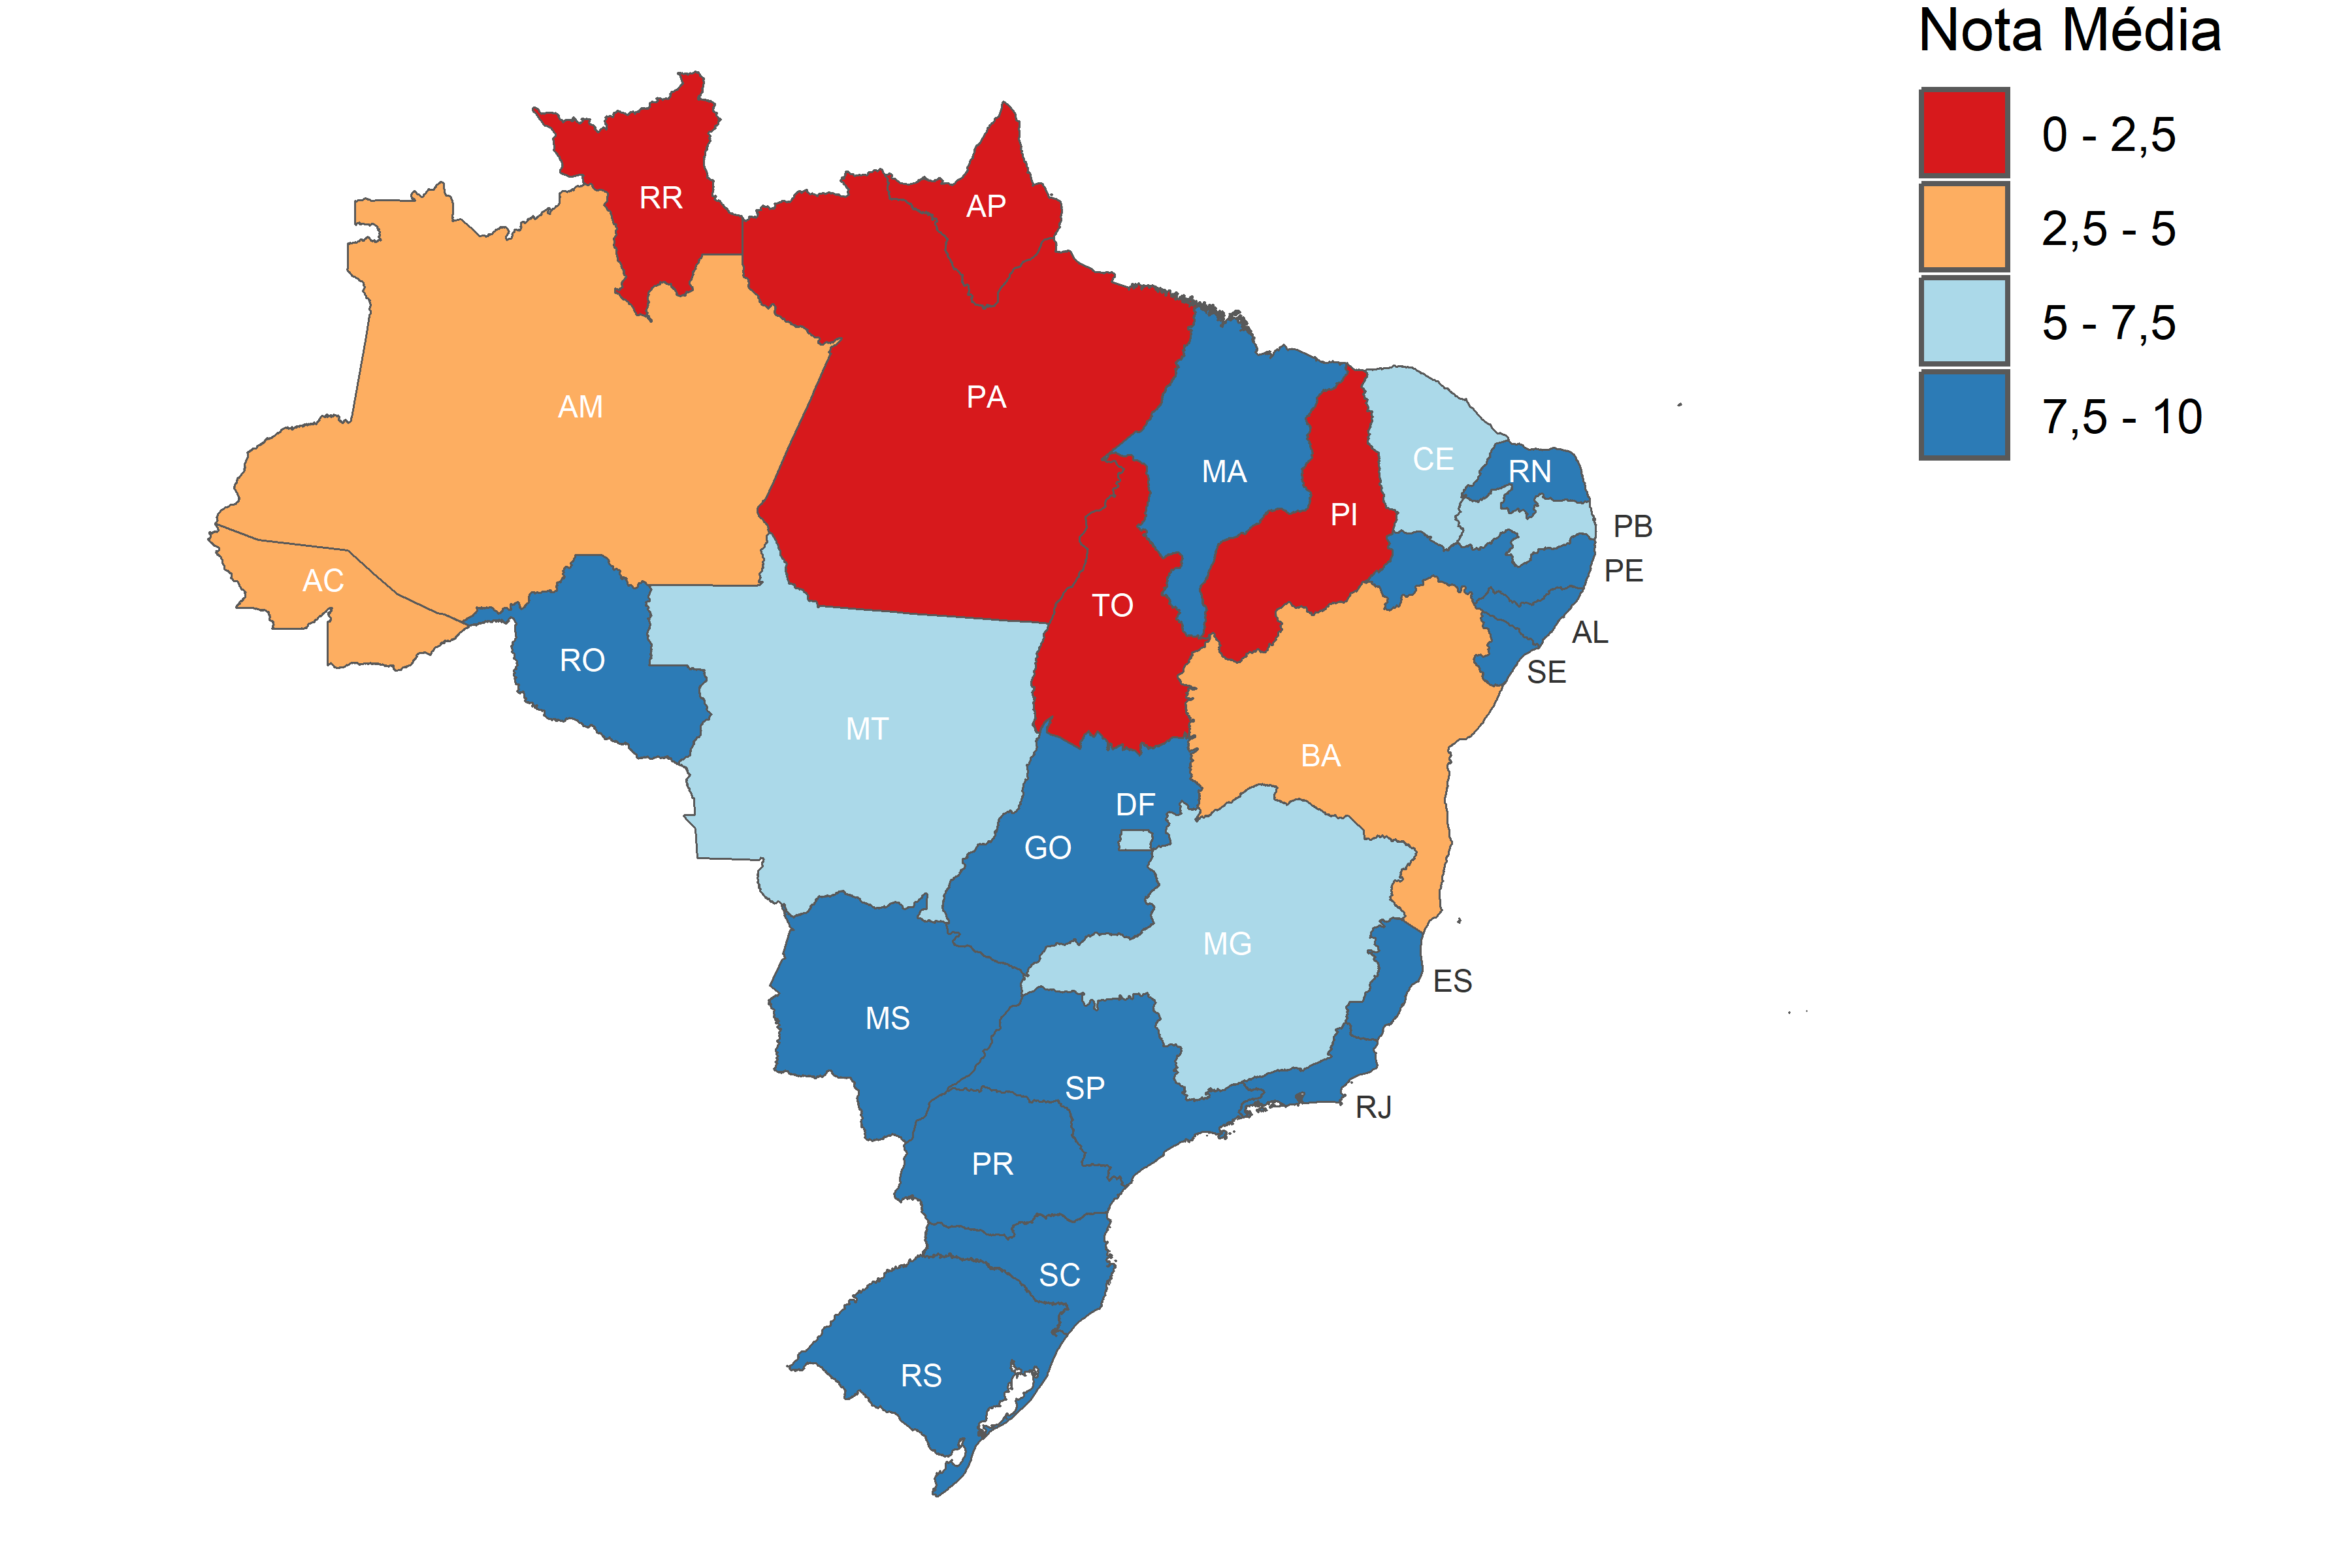 Nota Média
0 - 2,5
2,5 - 5
5 - 7,5
7,5 - 10
RR
AP
AM
PA
MA
CE
RN
PI
PB
PE
AC
TO
AL
RO
SE
MT
BA
DF
GO
MG
ES
MS
SP
RJ
PR
SC
RS